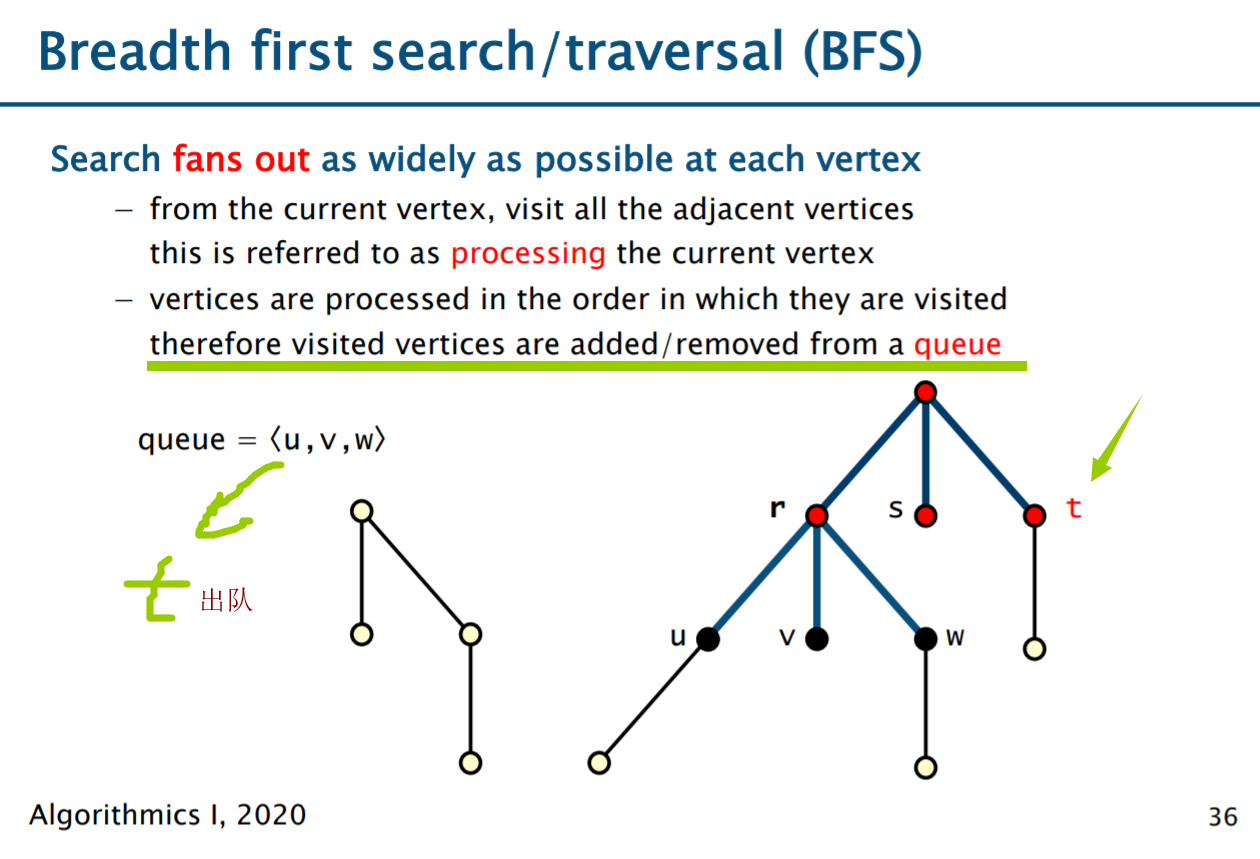 Breadth first search/traversal (BFS)
Search fans out as widely as possible at each vertex
– from the current vertex, visit all the adjacent vertices
this is referred to as processing the current vertex
– vertices are processed in the order in which they are visited
therefore visited vertices are added/removed from a queue
queue = ⟨u,v,w⟩
r s t
t 出队
u v w
Algorithmics I, 2020
36